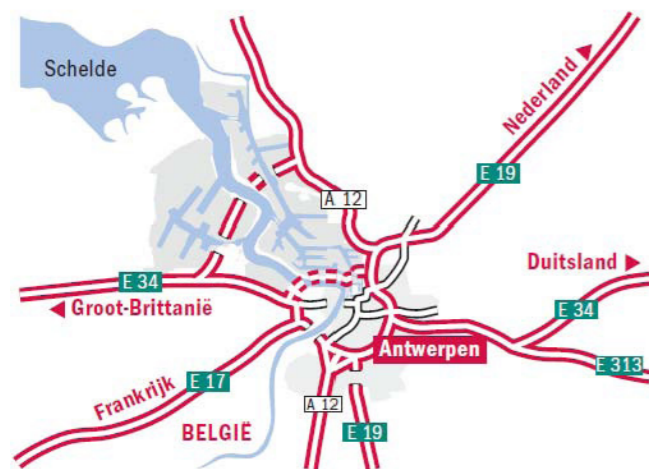 Schelde
Nederland
E 19
A 12
Duitsland
E 34
Groot-Brittanië
E 34
Antwerpen
E 313
Frankrijk
E 17
A 12
BELGIË
E 19